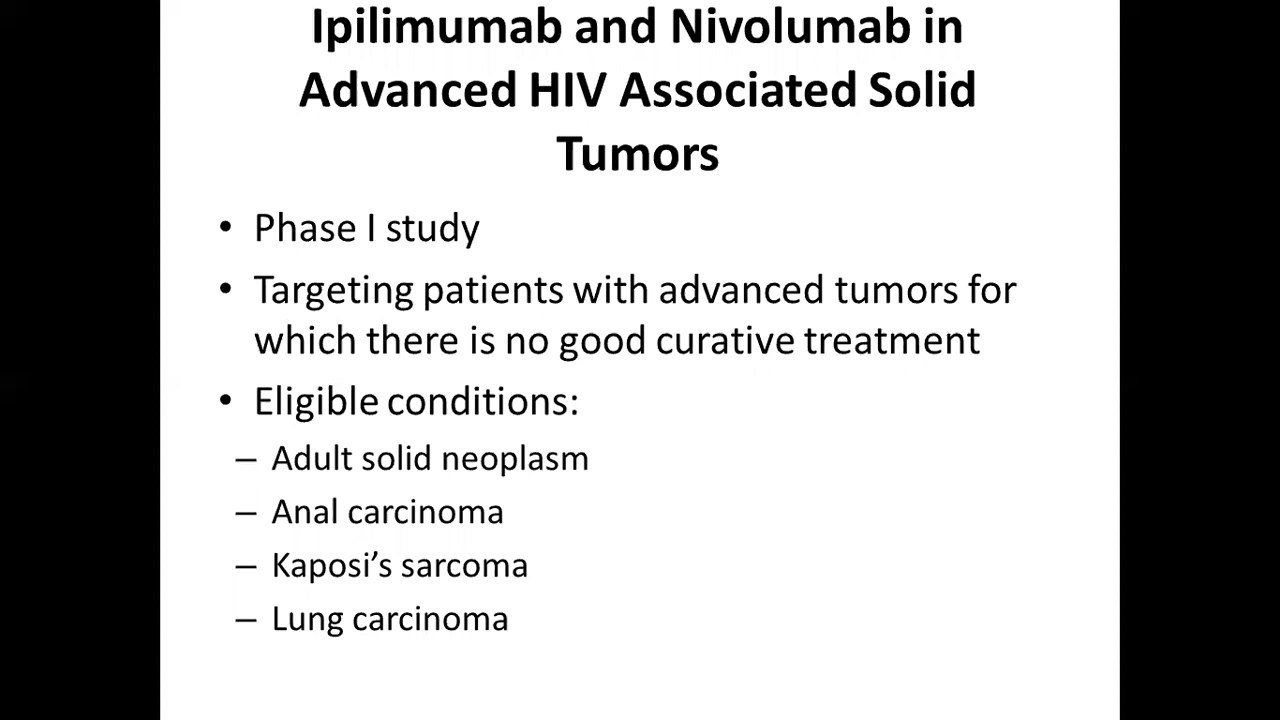 Ipilimumab and Nivolumab in
Advanced HIV Associated Solid
Tumors
• Phase I study
• Targeting patients with advanced tumors for
which there is no good curative treatment
• Eligible conditions:
– Adult solid neoplasm
– Anal carcinoma
– Kaposi’s sarcoma
– Lung carcinoma